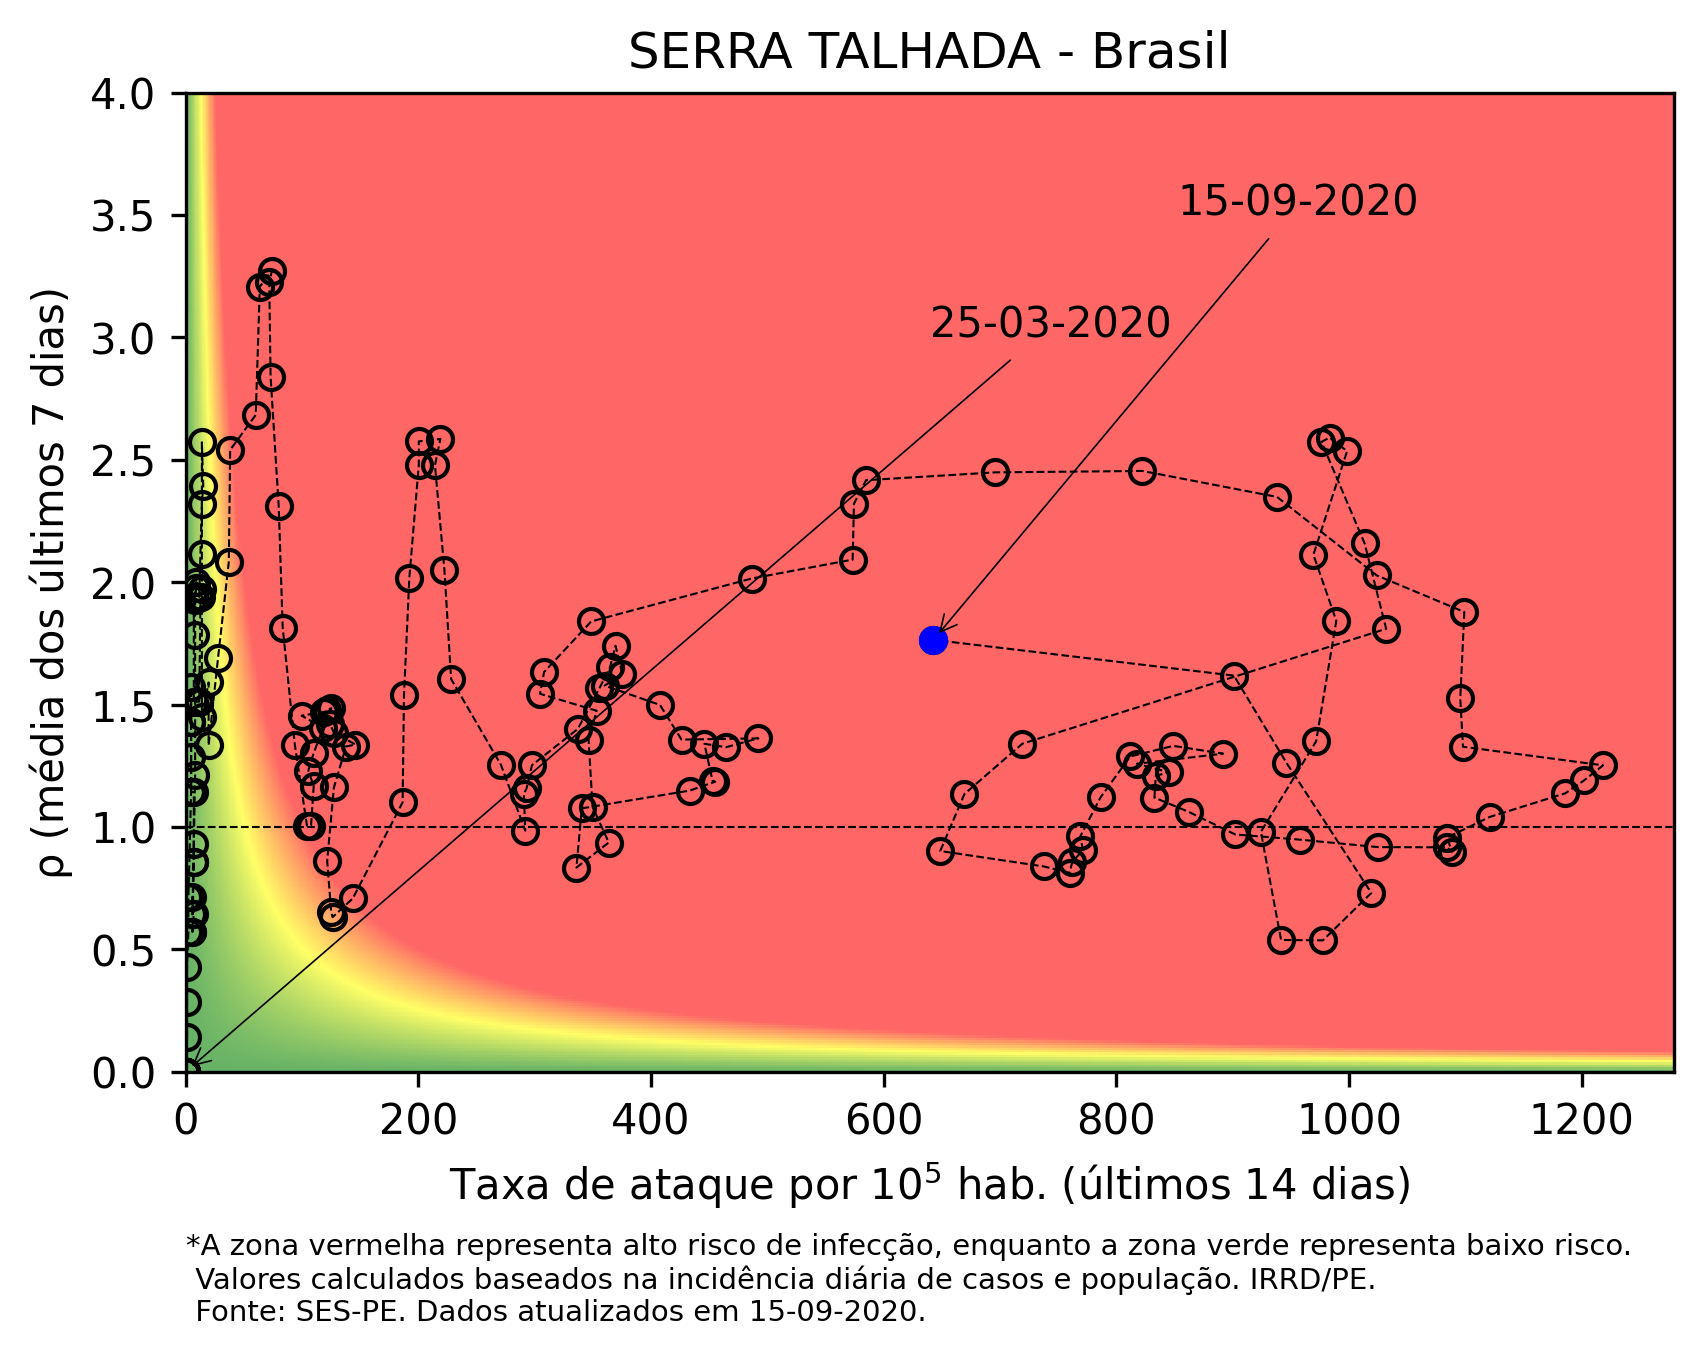 SERRA TALHADA - Brasil
4.0
3.5
3.0
2.5
2.0
1.5
1.0
0.5
0.0
ρ (média dos últimos 7 dias)
15-09-2020
25-03-2020
0 200 400 600 800 1000 1200
Taxa de ataque por 10⁵ hab. (últimos 14 dias)
*A zona vermelha representa alto risco de infecção, enquanto a zona verde representa baixo risco.
Valores calculados baseados na incidência diária de casos e população. IRRD/PE.
Fonte: SES-PE. Dados atualizados em 15-09-2020.